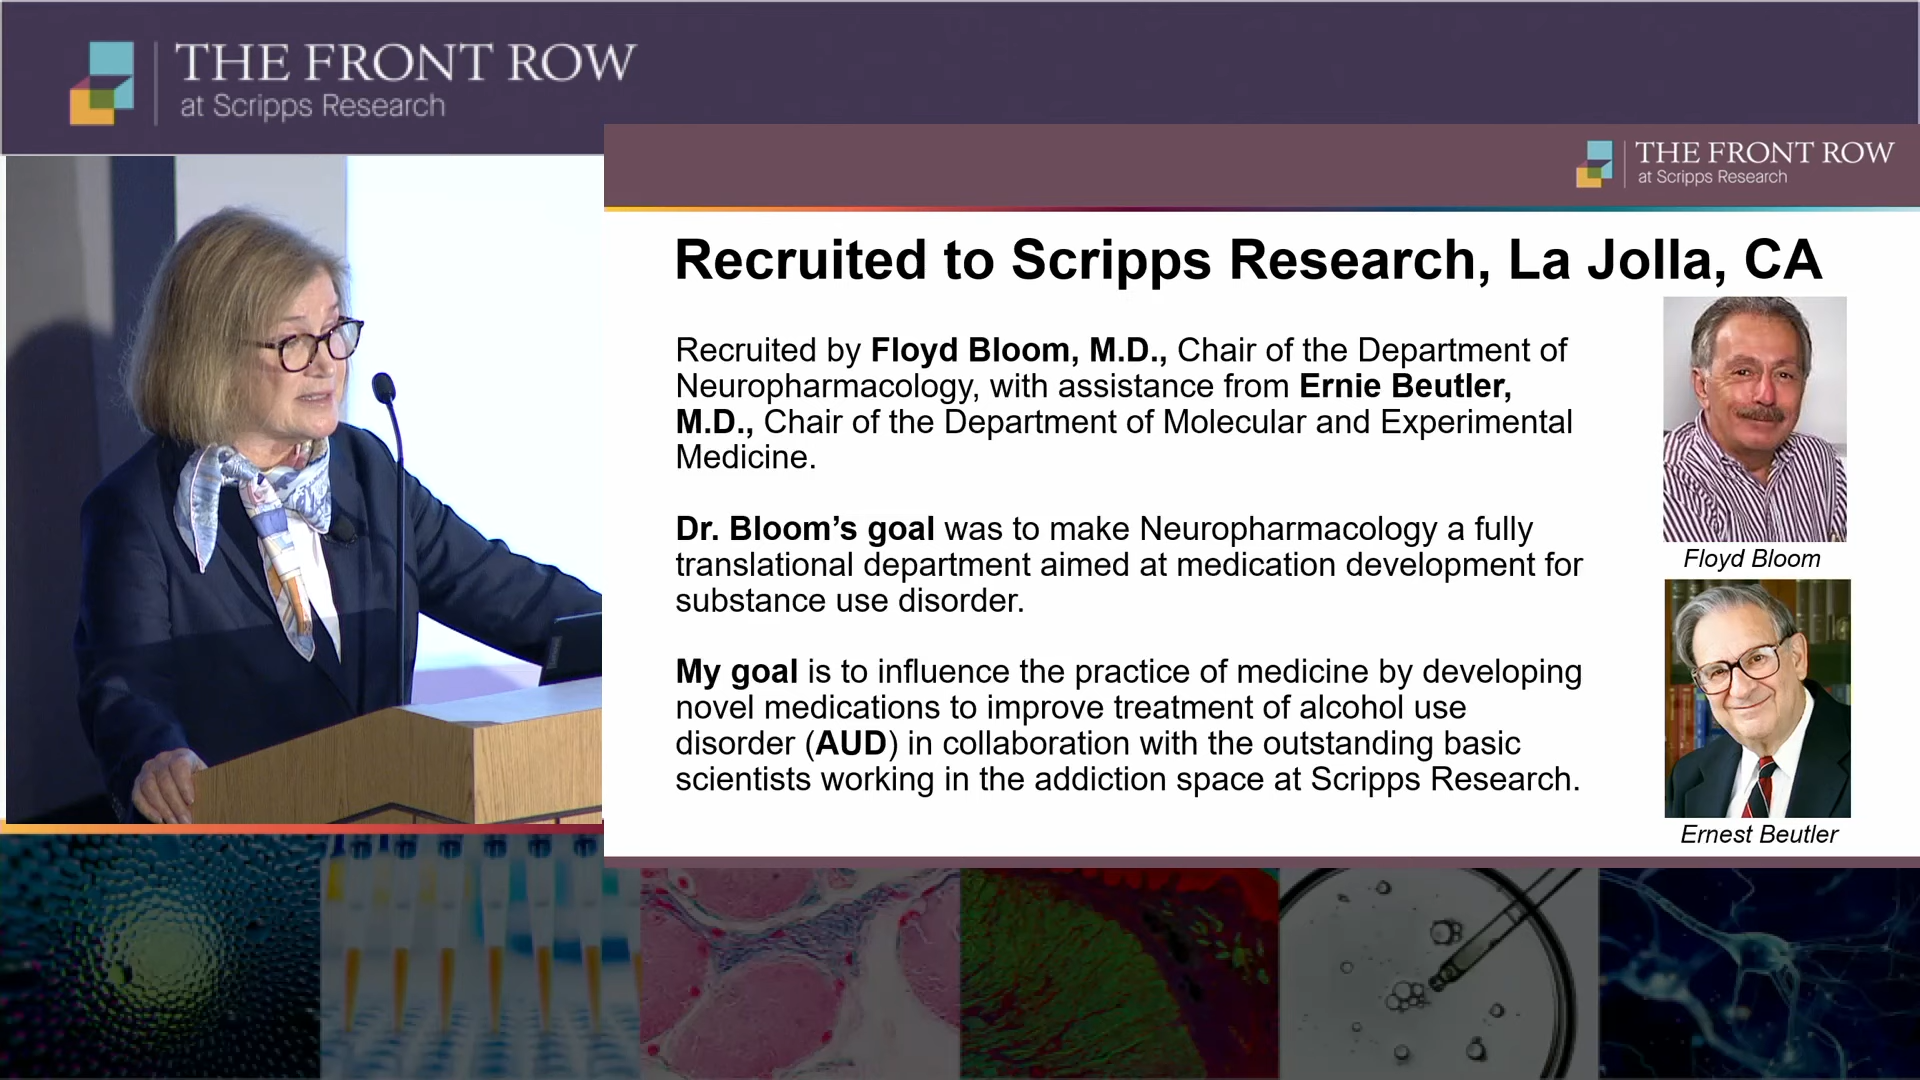 THE FRONT ROW
at Scripps Research
THE FRONT ROW
at Scripps Research
Recruited to Scripps Research, La Jolla, CA
Recruited by Floyd Bloom, M.D., Chair of the Department of
Neuropharmacology, with assistance from Ernie Beutler,
M.D., Chair of the Department of Molecular and Experimental
Medicine.
Dr. Bloom’s goal was to make Neuropharmacology a fully
translational department aimed at medication development for
substance use disorder.
My goal is to influence the practice of medicine by developing
novel medications to improve treatment of alcohol use
disorder (AUD) in collaboration with the outstanding basic
scientists working in the addiction space at Scripps Research.
Floyd Bloom
Ernest Beutler